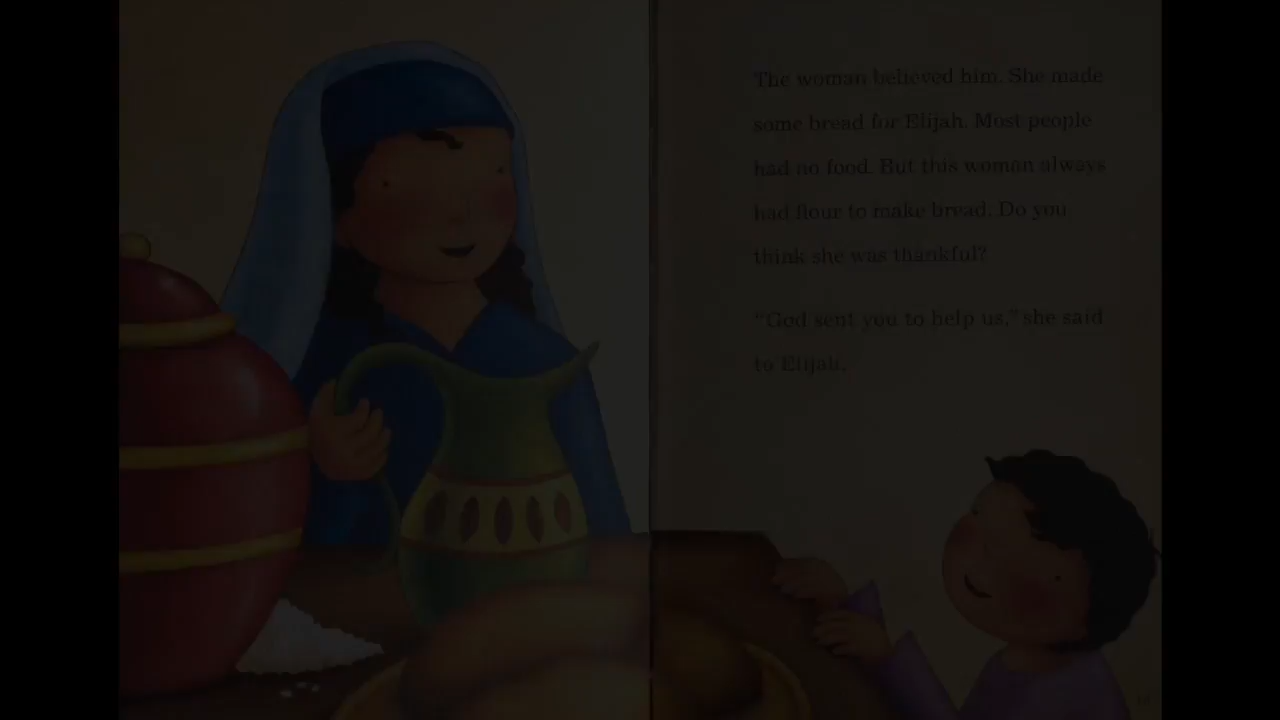 The woman believed him. She made
some bread for Elijah. Most people
had no food. But this woman always
had flour to make bread. Do you
think she was thankful?
"God sent you to help us," she said
to Elijah.